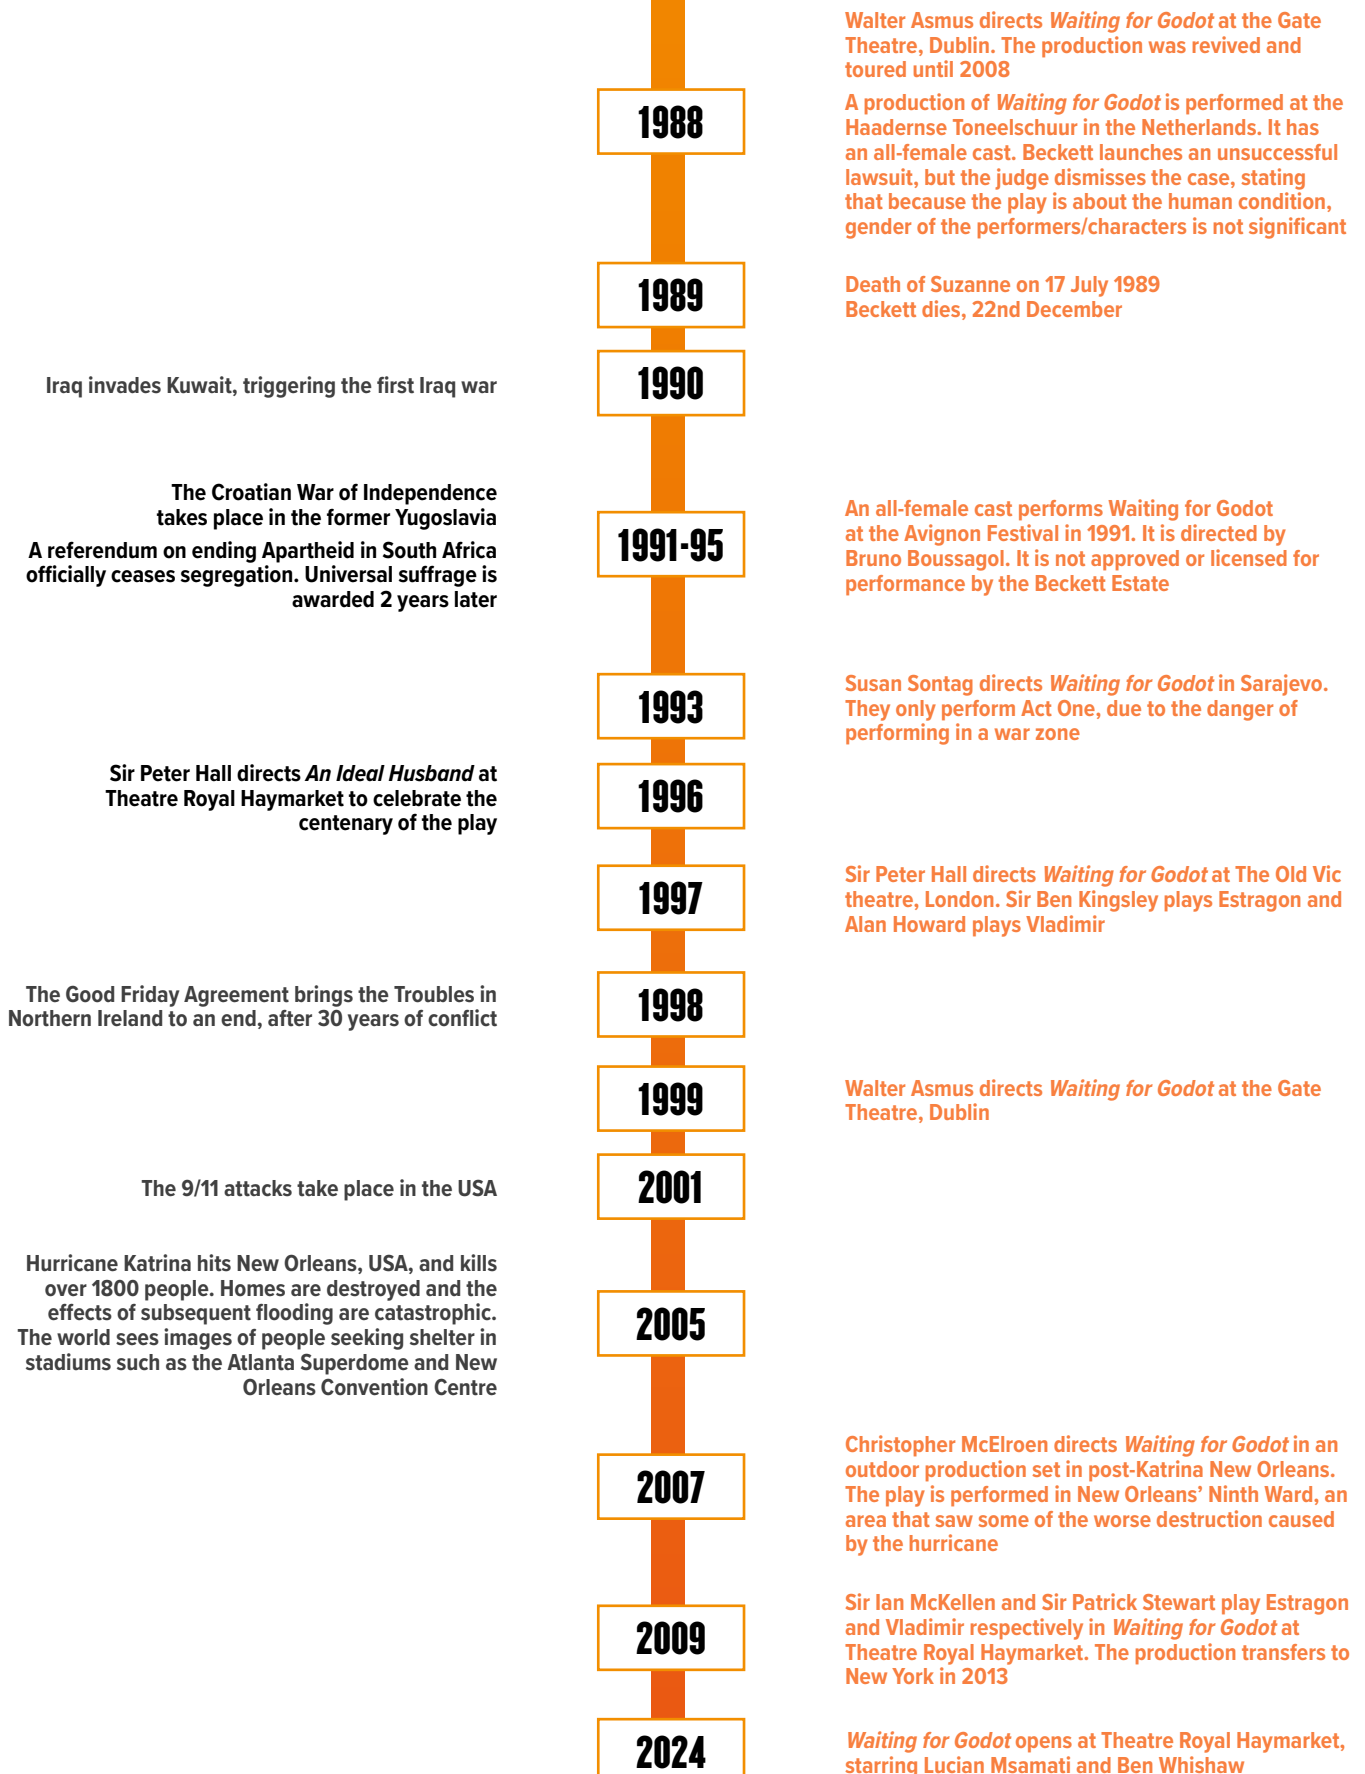 Walter Asmus directs Waiting for Godot at the Gate
Theatre, Dublin. The production was revived and
toured until 2008
1988
A production of Waiting for Godot is performed at the
Haadernse Toneelschuur in the Netherlands. It has
an all-female cast. Beckett launches an unsuccessful
lawsuit, but the judge dismisses the case, stating
that because the play is about the human condition,
gender of the performers/characters is not significant
1989
Death of Suzanne on 17 July 1989
Beckett dies, 22nd December
Iraq invades Kuwait, triggering the first Iraq war
1990
The Croatian War of Independence
takes place in the former Yugoslavia
A referendum on ending Apartheid in South Africa
officially ceases segregation. Universal suffrage is
awarded 2 years later
1991-95
An all-female cast performs Waiting for Godot
at the Avignon Festival in 1991. It is directed by
Bruno Boussagol. It is not approved or licensed for
performance by the Beckett Estate
1993
Susan Sontag directs Waiting for Godot in Sarajevo.
They only perform Act One, due to the danger of
performing in a war zone
Sir Peter Hall directs An Ideal Husband at
Theatre Royal Haymarket to celebrate the
centenary of the play
1996
1997
Sir Peter Hall directs Waiting for Godot at The Old Vic
theatre, London. Sir Ben Kingsley plays Estragon and
Alan Howard plays Vladimir
The Good Friday Agreement brings the Troubles in
Northern Ireland to an end, after 30 years of conflict
1998
1999
Walter Asmus directs Waiting for Godot at the Gate
Theatre, Dublin
The 9/11 attacks take place in the USA
2001
Hurricane Katrina hits New Orleans, USA, and kills
over 1800 people. Homes are destroyed and the
effects of subsequent flooding are catastrophic.
The world sees images of people seeking shelter in
stadiums such as the Atlanta Superdome and New
Orleans Convention Centre
2005
2007
Christopher McElroen directs Waiting for Godot in an
outdoor production set in post-Katrina New Orleans.
The play is performed in New Orleans' Ninth Ward, an
area that saw some of the worse destruction caused
by the hurricane
2009
Sir Ian McKellen and Sir Patrick Stewart play Estragon
and Vladimir respectively in Waiting for Godot at
Theatre Royal Haymarket. The production transfers to
New York in 2013
2024
Waiting for Godot opens at Theatre Royal Haymarket,
starring Lucian Msamati and Ben Whishaw